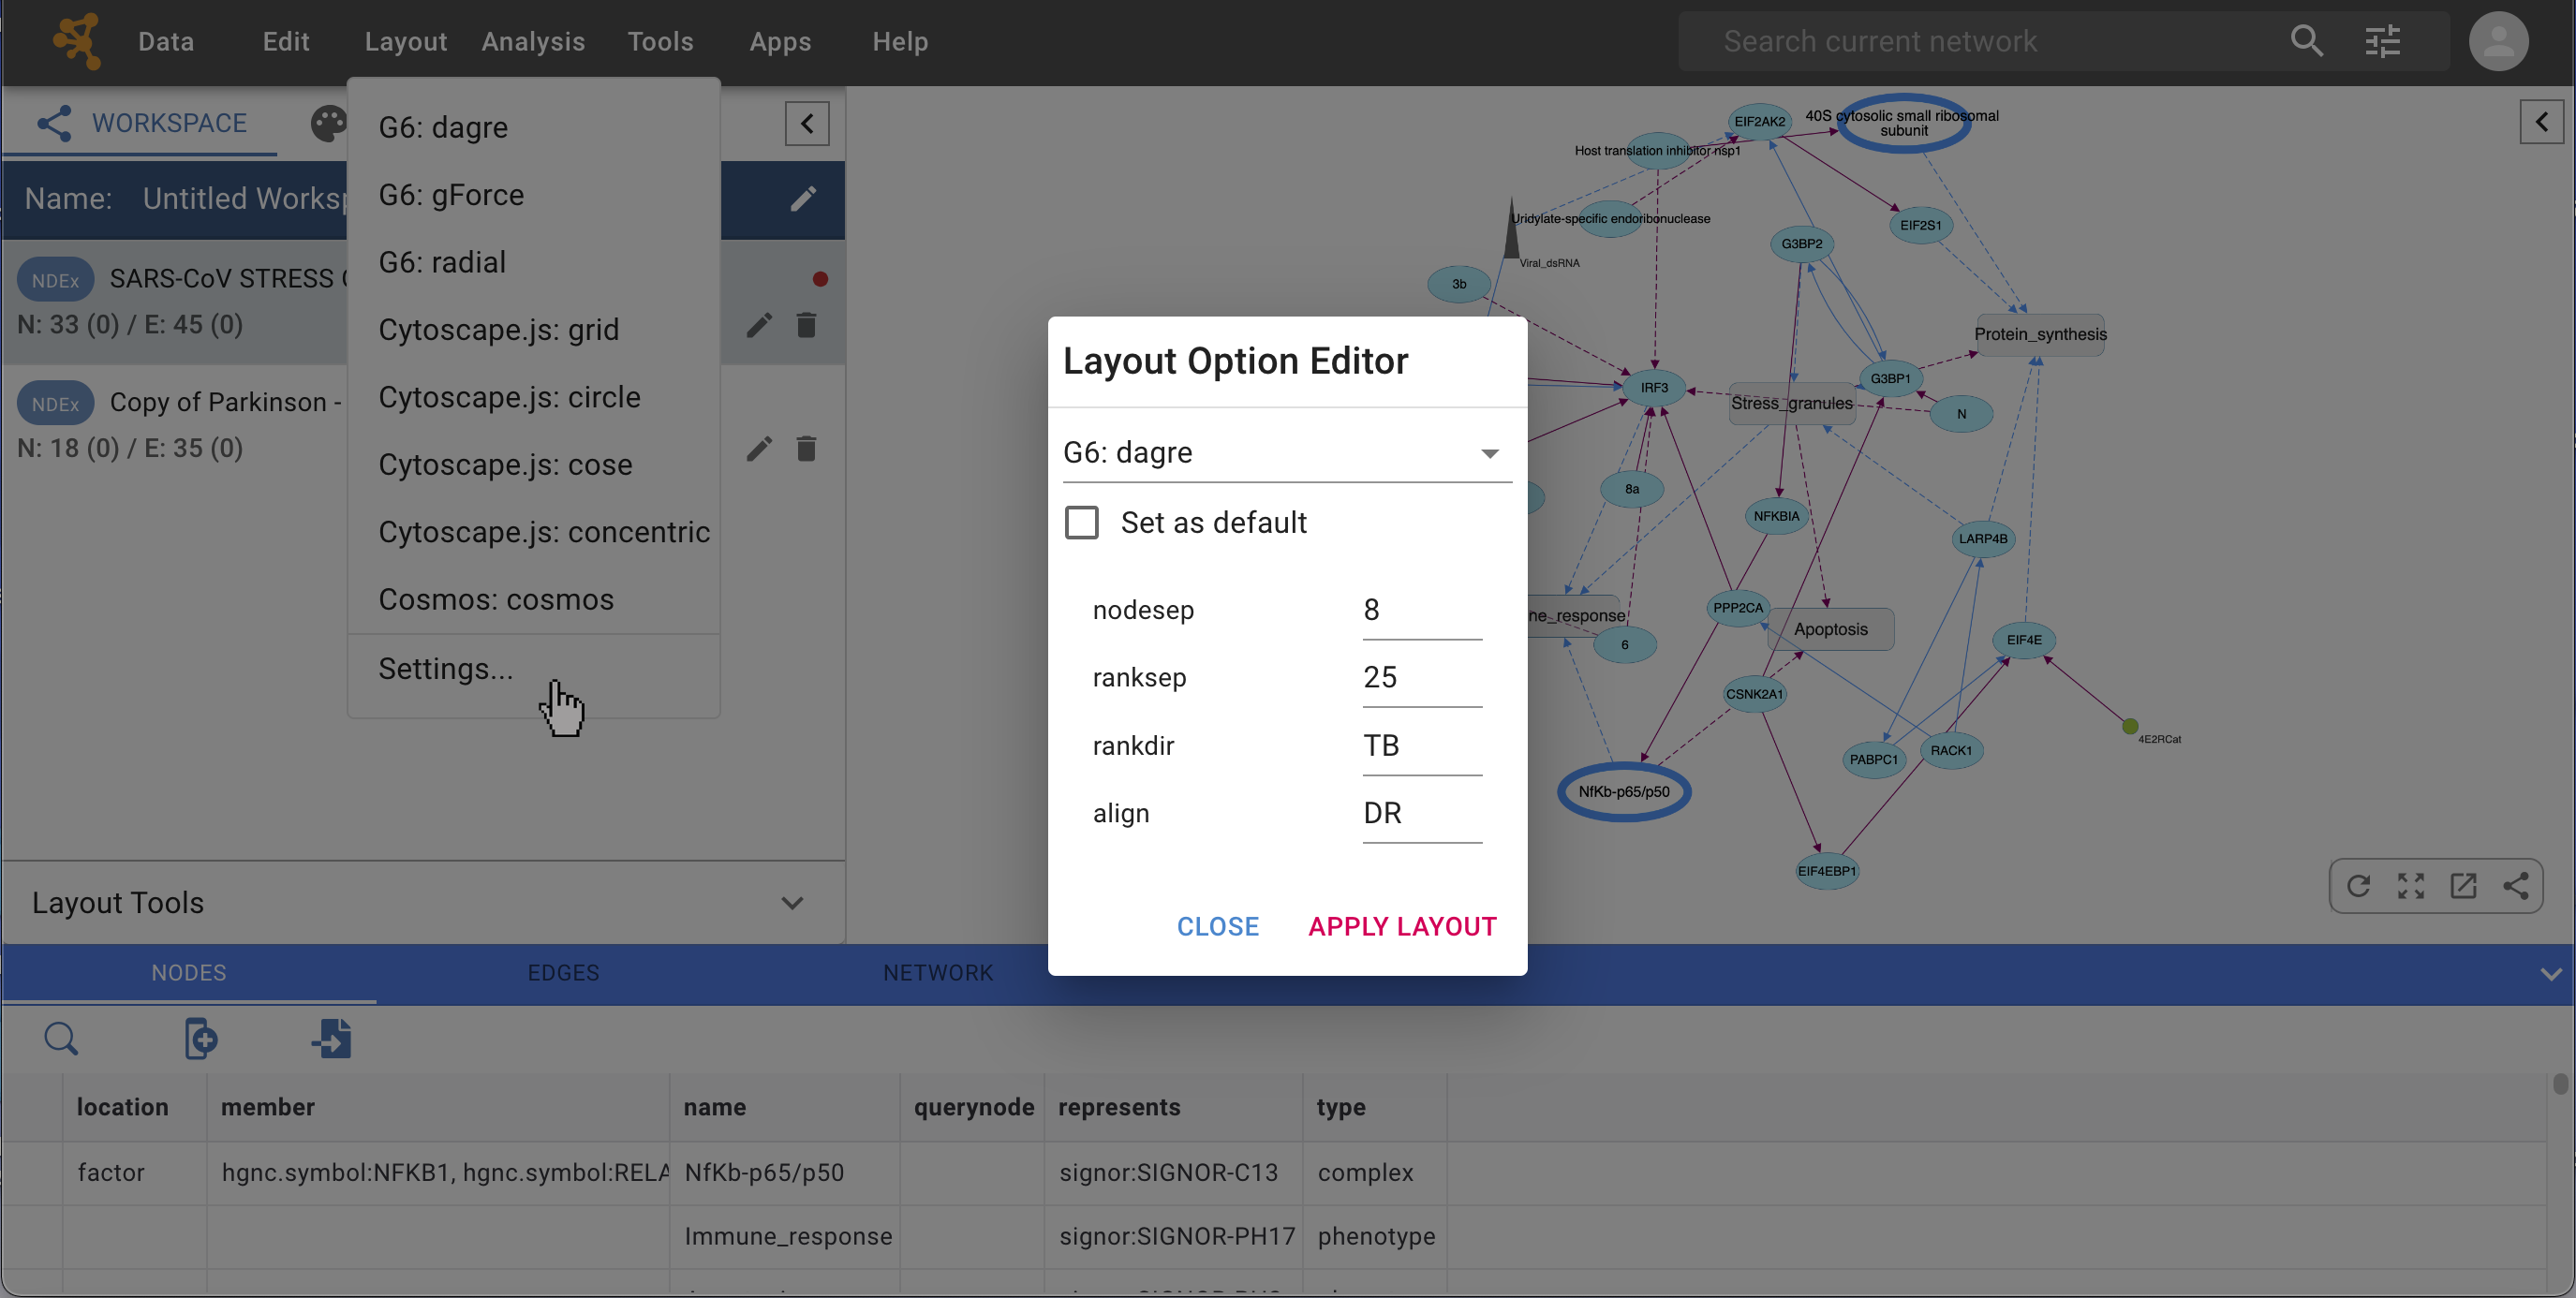 Data Edit Layout Analysis Tools Apps Help Search current network
WORKSPACE
Name: Untitled Worksp
NDEx SARS-CoV STRESS
N: 33 (0) / E: 45 (0)
NDEx Copy of Parkinson -
N: 18 (0) / E: 35 (0)
G6: dagre
G6: gForce
G6: radial
Cytoscape.js: grid
Cytoscape.js: circle
Cytoscape.js: cose
Cytoscape.js: concentric
Cosmos: cosmos
Settings...
Layout Tools
Layout Option Editor
G6: dagre
Set as default
nodesep 8
ranksep 25
rankdir TB
align DR
CLOSE APPLY LAYOUT
EIF2AK2
40S cytosolic small ribosomal
subunit
Host translation inhibitor nsp1
Uridylate-specific endoribonuclease
EIF2S1
G3BP2
Viral_dsRNA
3b
Protein_synthesis
IRF3
G3BP1
Stress_granules
N
8a
NFKBIA
LARP4B
PPP2CA
ne_response
Apoptosis
6
EIF4E
CSNK2A1
4E2RCat
PABPC1
RACK1
NfKb-p65/p50
EIF4EBP1
NODES EDGES NETWORK
location member name querynode represents type
factor hgnc.symbol:NFKB1, hgnc.symbol:RELA NfKb-p65/p50 signor:SIGNOR-C13 complex
Immune_response signor:SIGNOR-PH17 phenotype